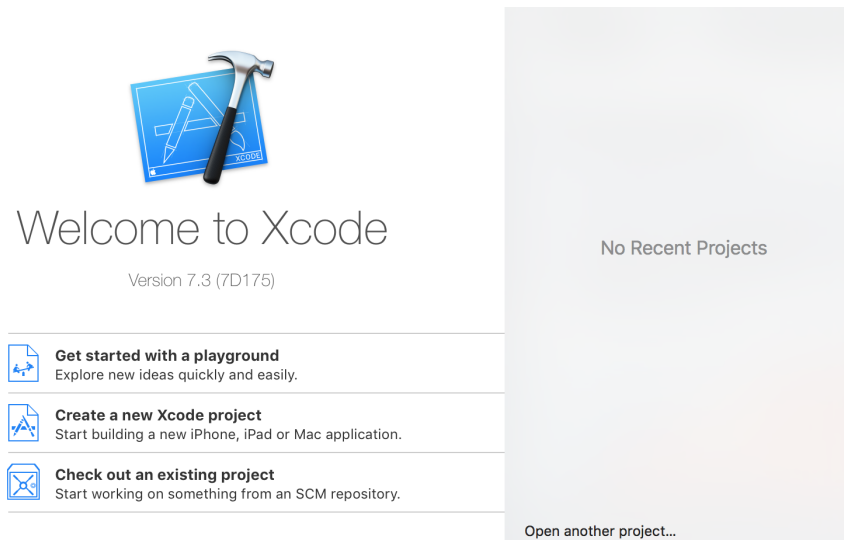 XCODE
Welcome to Xcode
Version 7.3 (7D175)
Get started with a playground
Explore new ideas quickly and easily.
Create a new Xcode project
Start building a new iPhone, iPad or Mac application.
Check out an existing project
Start working on something from an SCM repository.
No Recent Projects
Open another project...